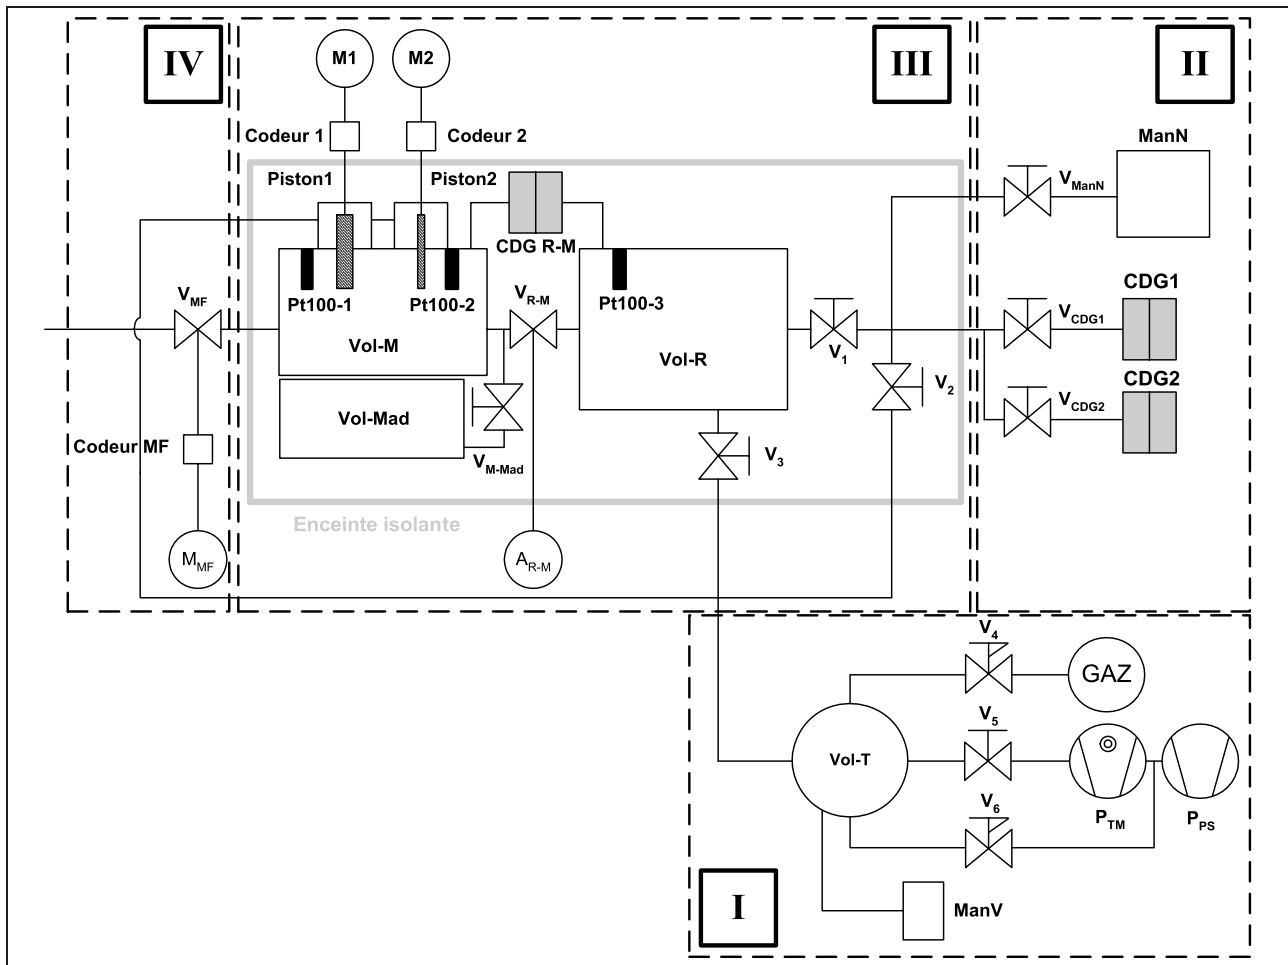 IV
M1
M2
III
II
Codeur 1
Codeur 2
ManN
Piston1
Piston2
V_ManN
CDG R-M
CDG1
Pt100-1
Pt100-2
V_R-M
Pt100-3
V_CDG1
V_MF
Vol-M
Vol-R
V_1
CDG2
V_2
V_CDG2
Vol-Mad
Codeur MF
V_M-Mad
V_3
Enceinte isolante
M_MF
A_R-M
V_4
GAZ
V_5
Vol-T
V_6
P_TM
P_PS
I
ManV